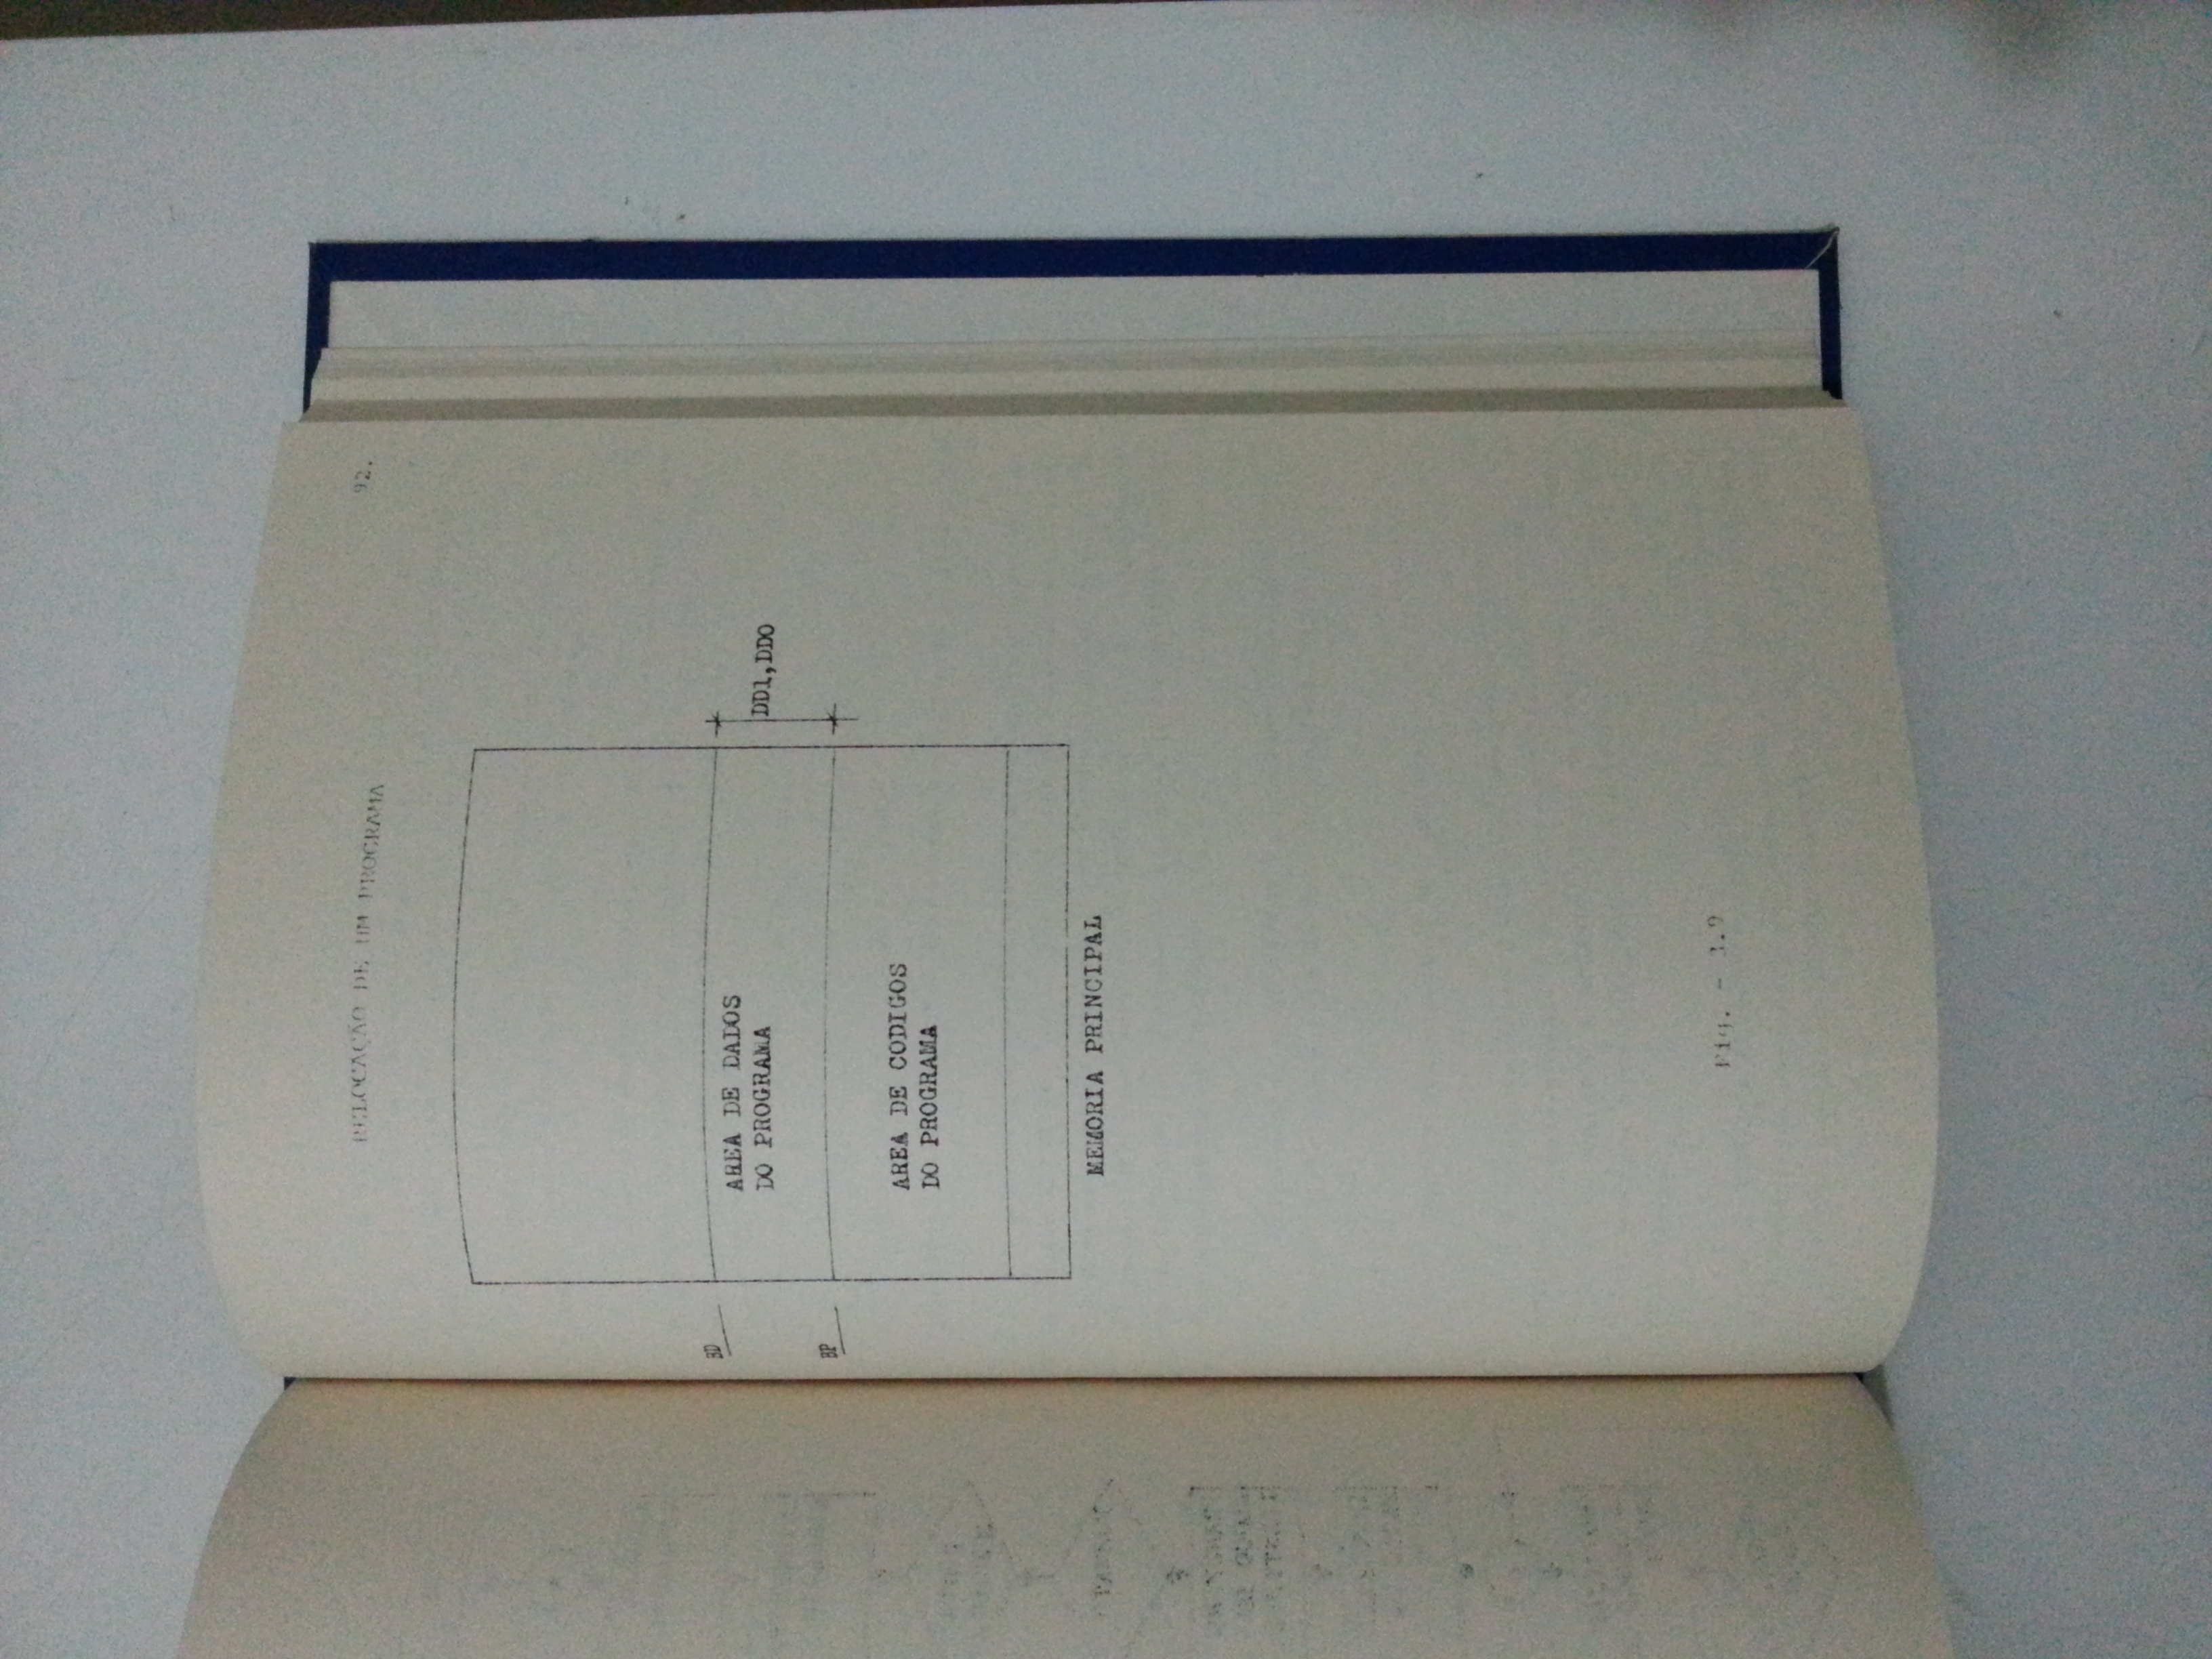 RELOCAÇÃO DE UM PROGRAMA
92.
BD
AREA DE DADOS
DO PROGRAMA
DD1,DD0
BP
AREA DE CODIGOS
DO PROGRAMA
MEMORIA PRINCIPAL
Fig. - 3.9